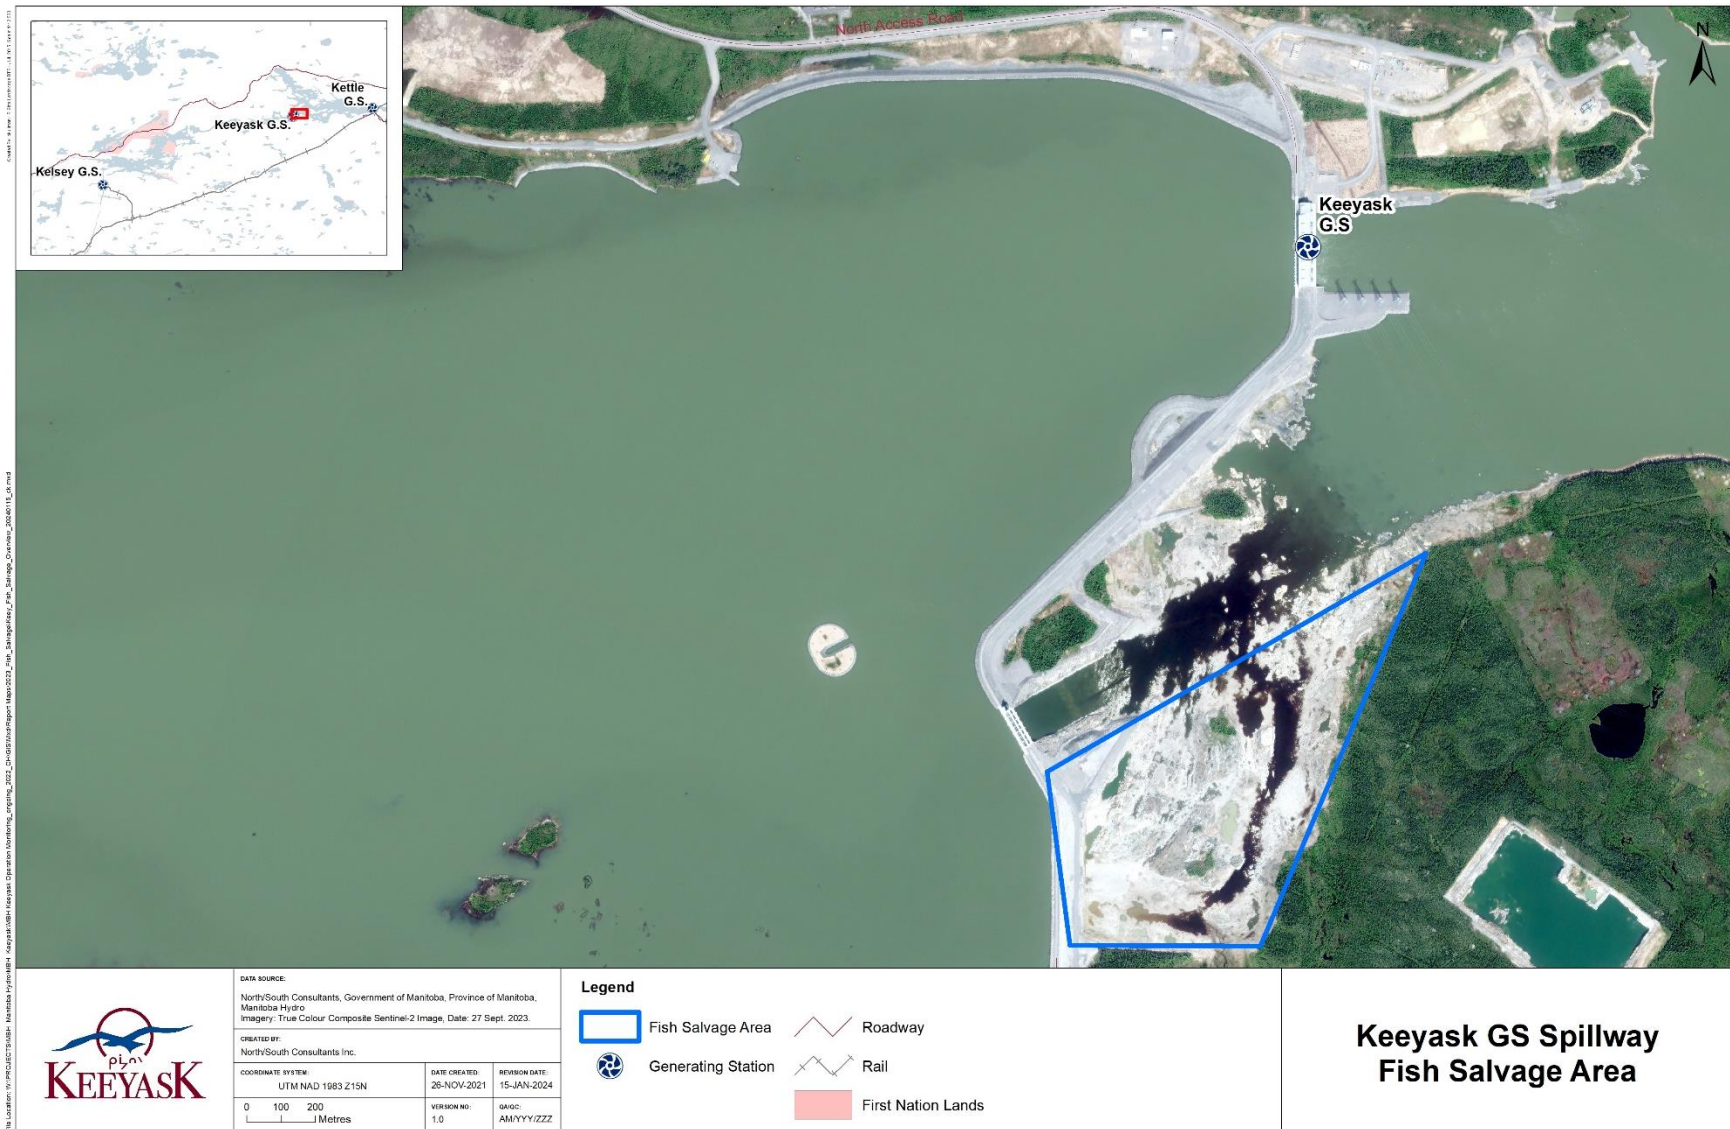 North Access Road
N
Kettle
G.S.
Keeyask G.S.
Kelsey G.S.
Keeyask
G.S
KEEYASK
DATA SOURCE:
North/South Consultants, Government of Manitoba, Province of Manitoba,
Manitoba Hydro
Imagery: True Colour Composite Sentinel-2 Image, Date: 27 Sept. 2023.
CREATED BY:
North/South Consultants Inc.
COORDINATE SYSTEM:
UTM NAD 1983 Z15N
DATE CREATED:
26-NOV-2021
REVISION DATE:
15-JAN-2024
0 100 200
Metres
VERSION NO:
1.0
QA/QC:
AM/YYY/ZZZ
Legend
Fish Salvage Area
Roadway
Generating Station
Rail
First Nation Lands
Keeyask GS Spillway
Fish Salvage Area